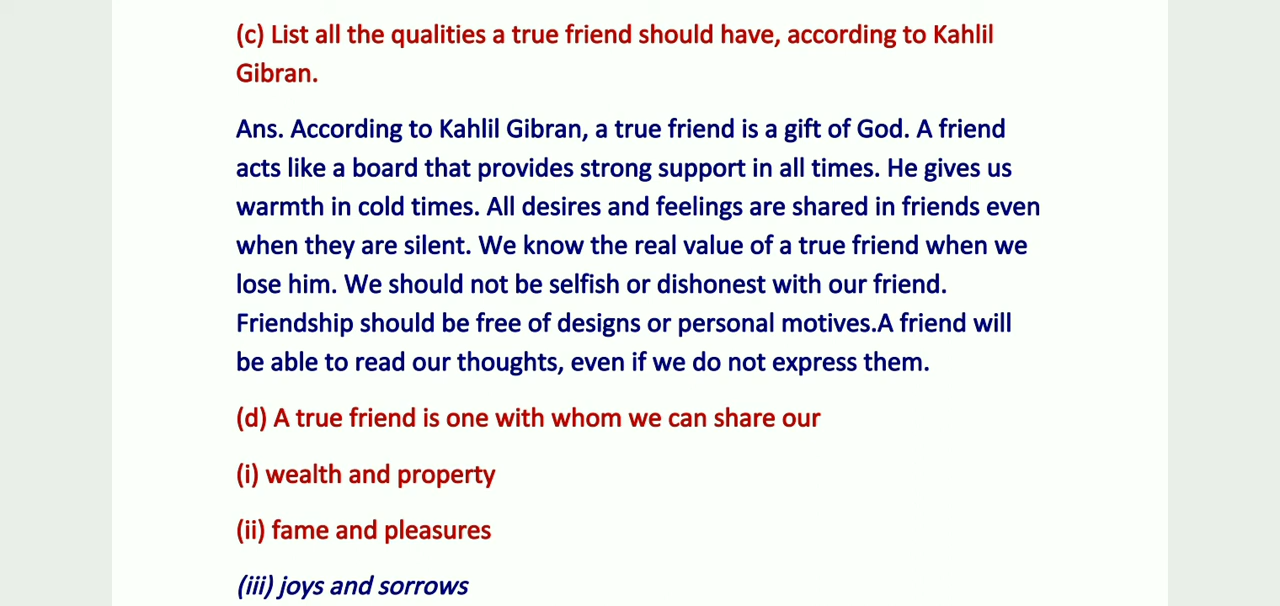 (c) List all the qualities a true friend should have, according to Kahlil
Gibran.
Ans. According to Kahlil Gibran, a true friend is a gift of God. A friend
acts like a board that provides strong support in all times. He gives us
warmth in cold times. All desires and feelings are shared in friends even
when they are silent. We know the real value of a true friend when we
lose him. We should not be selfish or dishonest with our friend.
Friendship should be free of designs or personal motives.A friend will
be able to read our thoughts, even if we do not express them.
(d) A true friend is one with whom we can share our
(i) wealth and property
(ii) fame and pleasures
(iii) joys and sorrows